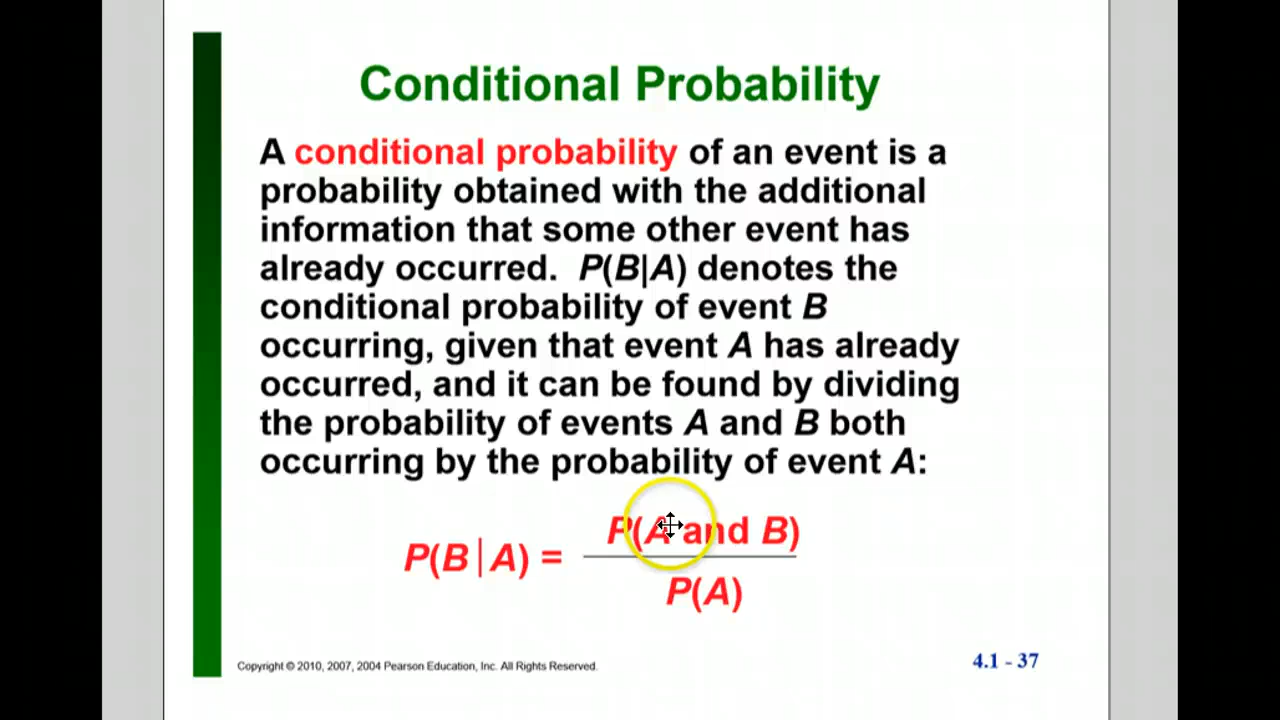 Conditional Probability
A conditional probability of an event is a
probability obtained with the additional
information that some other event has
already occurred. P(B|A) denotes the
conditional probability of event B
occurring, given that event A has already
occurred, and it can be found by dividing
the probability of events A and B both
occurring by the probability of event A:
P(A and B)
P(B|A) =
P(A)
Copyright © 2010, 2007, 2004 Pearson Education, Inc. All Rights Reserved.
4.1 - 37